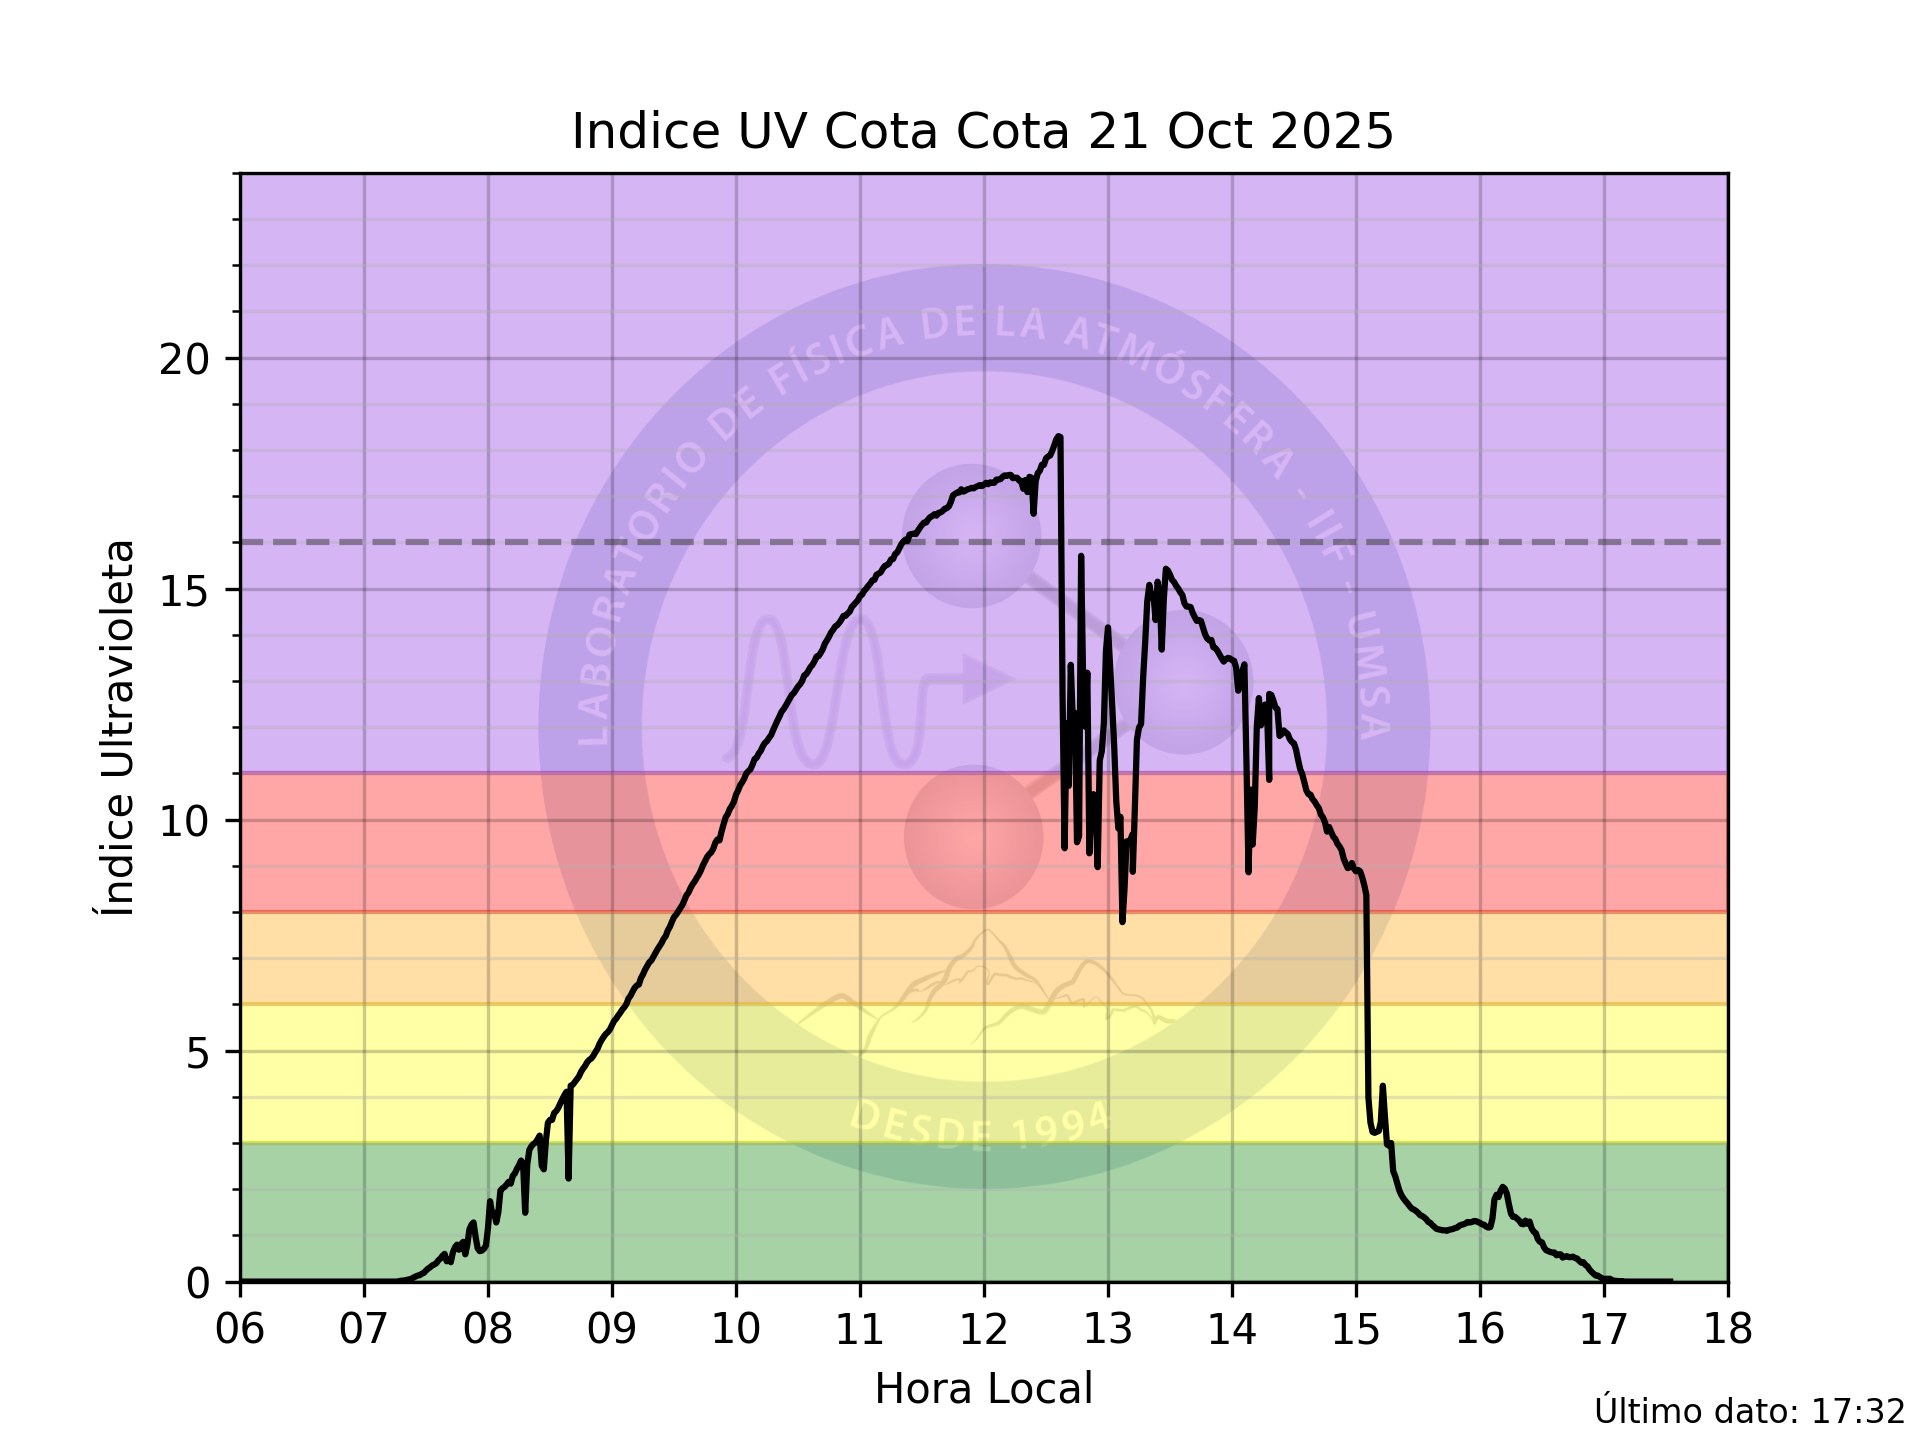 Indice UV Cota Cota 21 Oct 2025
20
15
10
5
0
Índice Ultravioleta
LABORATORIO DE FÍSICA DE LA ATMÓSFERA - IIF - UMSA
DESDE 1994
06 07 08 09 10 11 12 13 14 15 16 17 18
Hora Local
Último dato: 17:32